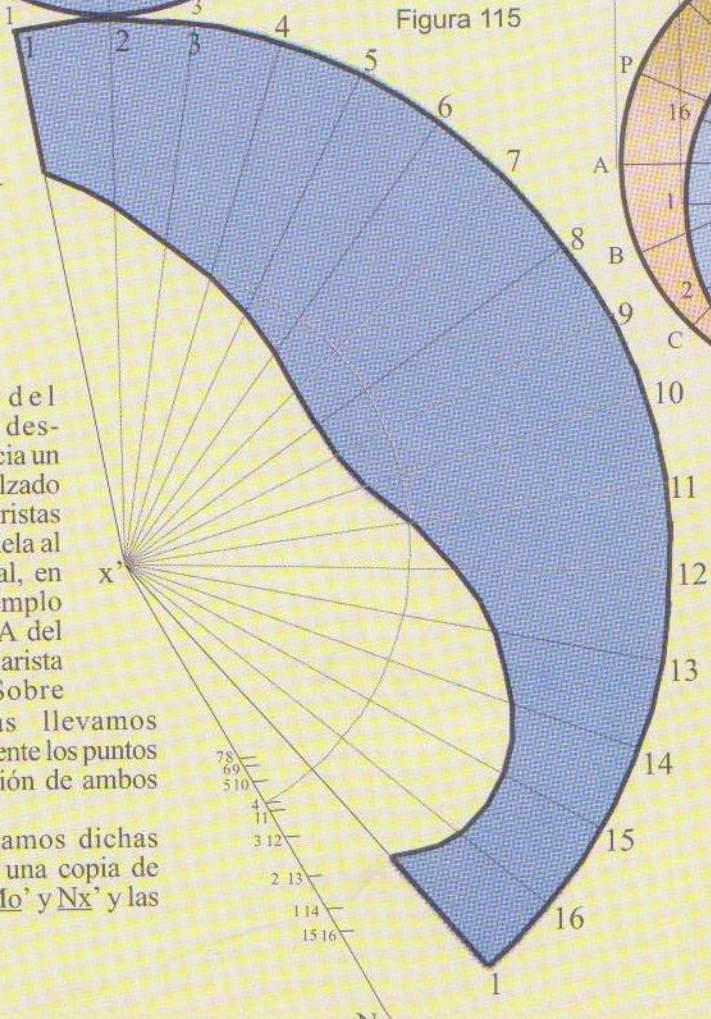 1
3
Figura 115
1
2
3
4
5
6
7
8
9
10
11
12
13
14
15
16
1
P
16
A
1
B
2
C
x'
del
des-
cia un
lzado
ristas
ela al
al, en
mplo
A del
arista
Sobre
as llevamos
ente los puntos
ión de ambos
amos dichas
una copia de
Mo' y Nx' y las
78
69
510
4
11
3 12
2 13
1 14
15 16
N